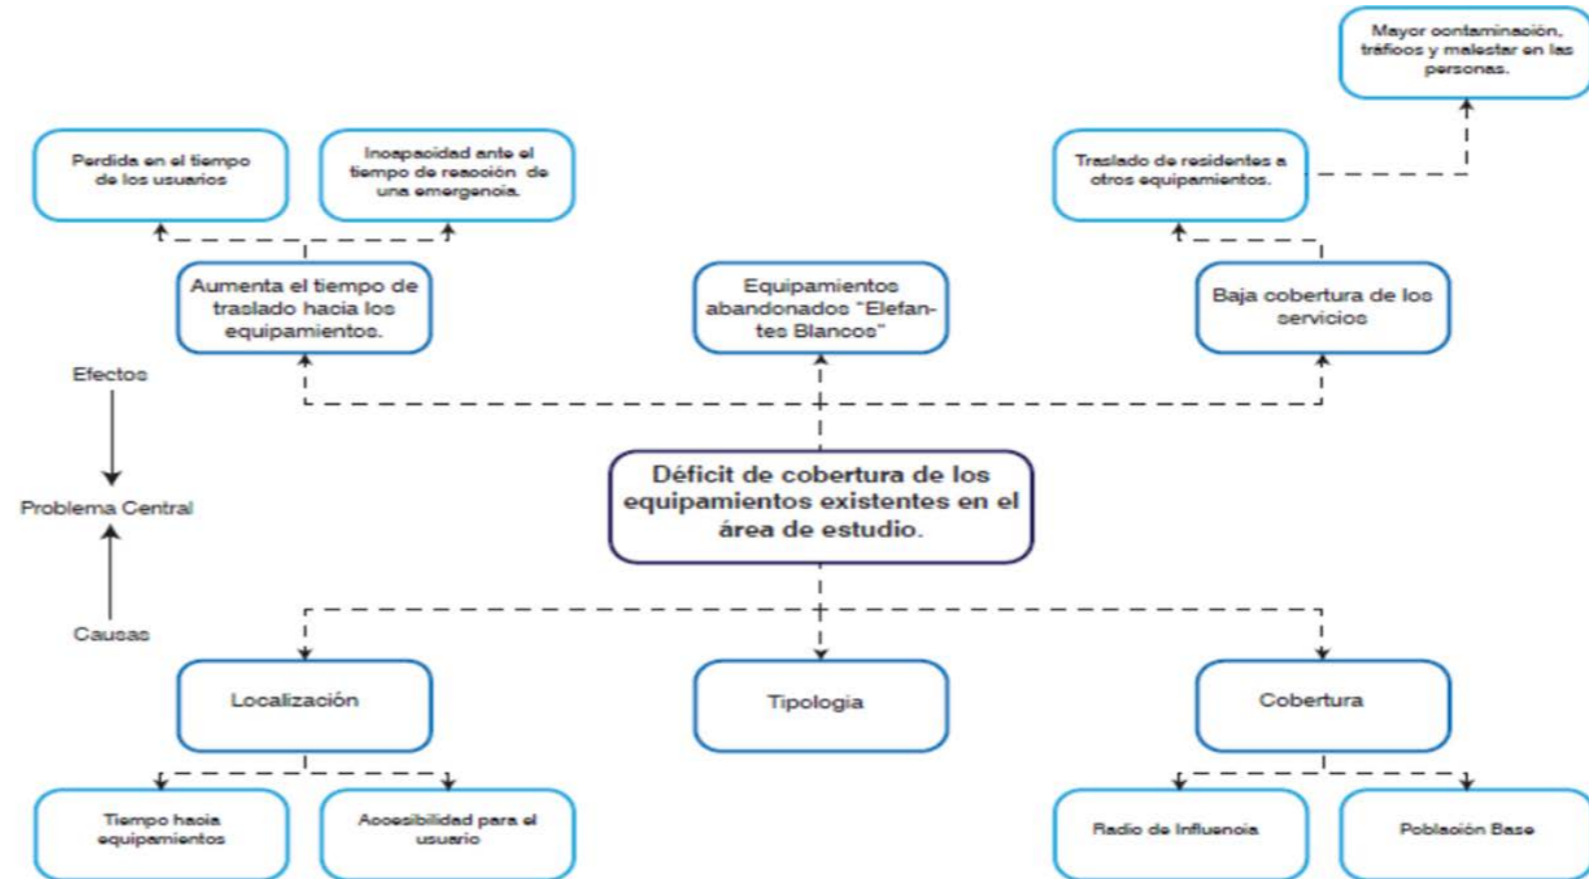 Mayor contaminación,
tráficos y malestar en las
personas.
Perdida en el tiempo
de los usuarios
Incapacidad ante el
tiempo de reacción de
una emergencia.
Traslado de residentes a
otros equipamientos.
Aumenta el tiempo de
traslado hacia los
equipamientos.
Equipamientos
abandonados "Elefan-
tes Blancos"
Baja cobertura de los
servicios
Efectos
Déficit de cobertura de los
equipamientos existentes en el
área de estudio.
Problema Central
Causas
Localización
Tipologia
Cobertura
Tiempo hacia
equipamientos
Accesibilidad para el
usuario
Radio de Influencia
Población Base